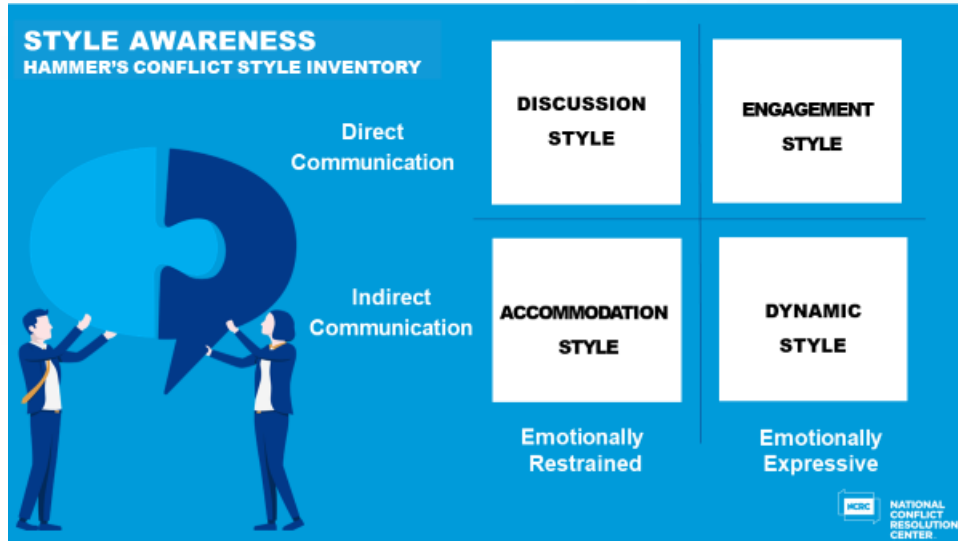 STYLE AWARENESS
HAMMER'S CONFLICT STYLE INVENTORY
Direct
Communication
DISCUSSION
STYLE
ENGAGEMENT
STYLE
Indirect
Communication
ACCOMMODATION
STYLE
DYNAMIC
STYLE
Emotionally
Restrained
Emotionally
Expressive
NCRC
NATIONAL
CONFLICT
RESOLUTION
CENTER